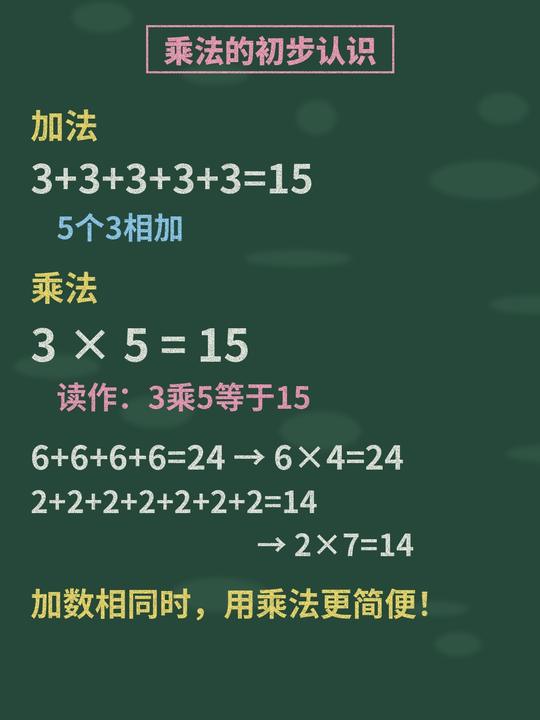 乘法的初步认识
加法
3+3+3+3+3=15
5个3相加
乘法
3 × 5 = 15
读作：3乘5等于15
6+6+6+6=24 → 6×4=24
2+2+2+2+2+2+2=14
→ 2×7=14
加数相同时，用乘法更简便！